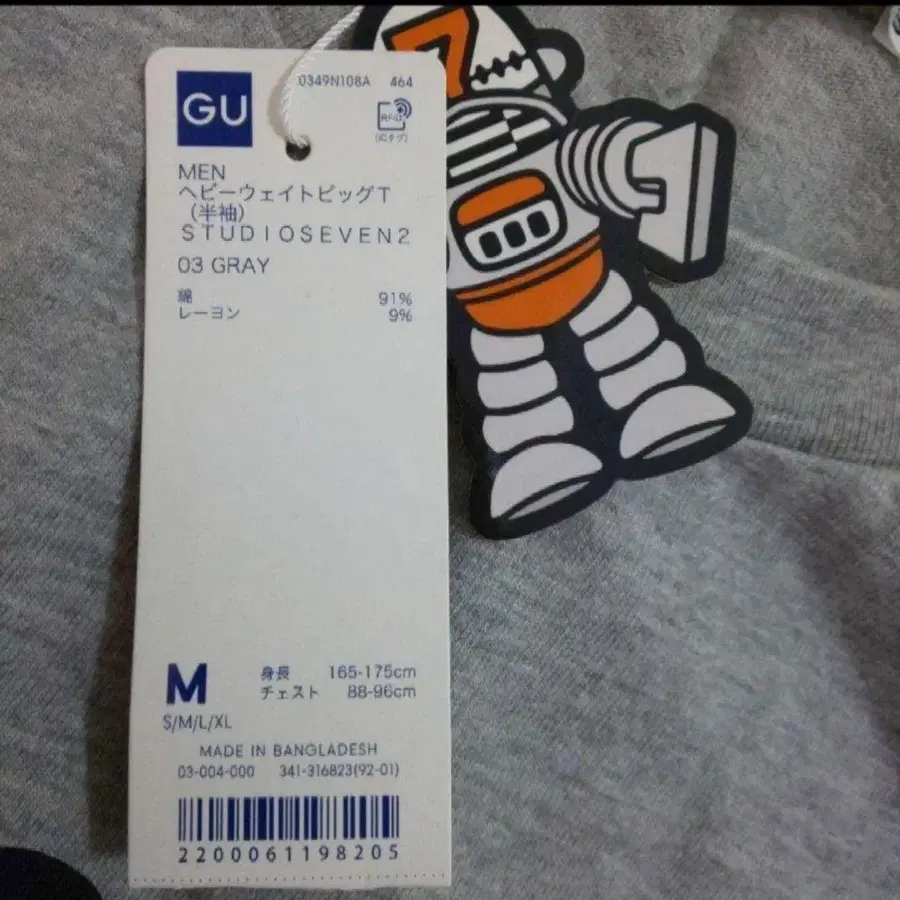 7
0349N108A 464
GU
RFID
(ICタグ)
MEN
ヘビーウェイトビッグT
(半袖)
STUDIOSEVEN2
03 GRAY
綿 91%
レーヨン 9%
M 身長 165-175cm
チェスト 88-96cm
S/M/L/XL
MADE IN BANGLADESH
03-004-000 341-316823(92-01)
2200061198205